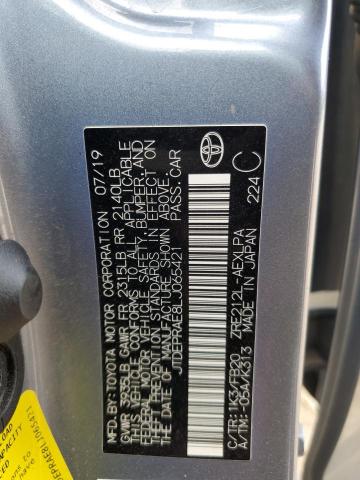 MFD.BY:TOYOTA MOTOR CORPORATION 07/19
GVWR 3935LB GAWR FR 2315LB RR 2140LB
THIS VEHICLE CONFORMS TO ALL APPLICABLE
FEDERAL MOTOR VEHICLE SAFETY, BUMPER, AND
THEFT PREVENTION STANDARDS IN EFFECT ON
THE DATE OF MANUFACTURE SHOWN ABOVE.
JTDEPRAE8LJ065421 PASS.CAR
C/TR:1K3/FB20 ZRE212L-AEXLPA
A/TM:-05A/K313 MADE IN JAPAN
224 C
DEPRAE8LJ065421